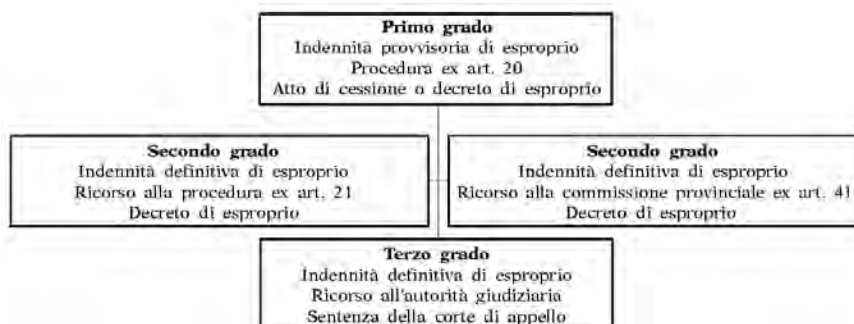 Primo grado
Indennità provvisoria di esproprio
Procedura ex art. 20
Atto di cessione o decreto di esproprio
Secondo grado
Indennità definitiva di esproprio
Ricorso alla procedura ex art. 21
Decreto di esproprio
Secondo grado
Indennità definitiva di esproprio
Ricorso alla commissione provinciale ex art. 41
Decreto di esproprio
Terzo grado
Indennità definitiva di esproprio
Ricorso all'autorità giudiziaria
Sentenza della corte di appello